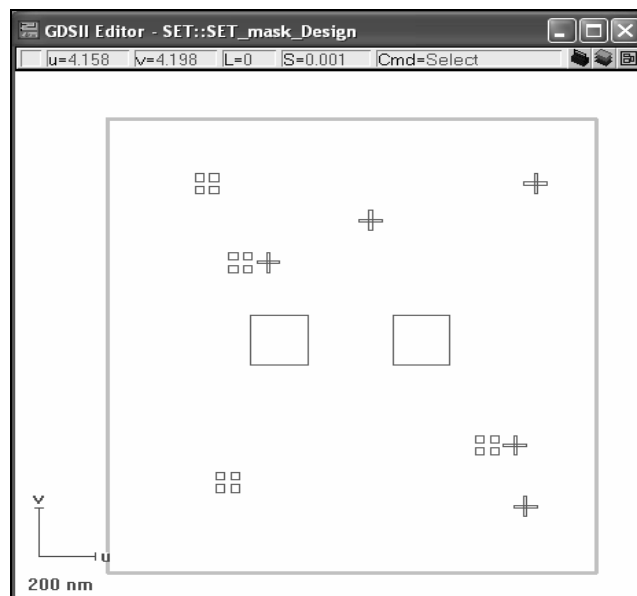 GDSII Editor - SET::SET_mask_Design
u=4.158 v=4.198 L=0 S=0.001 Cmd=Select
v
u
200 nm